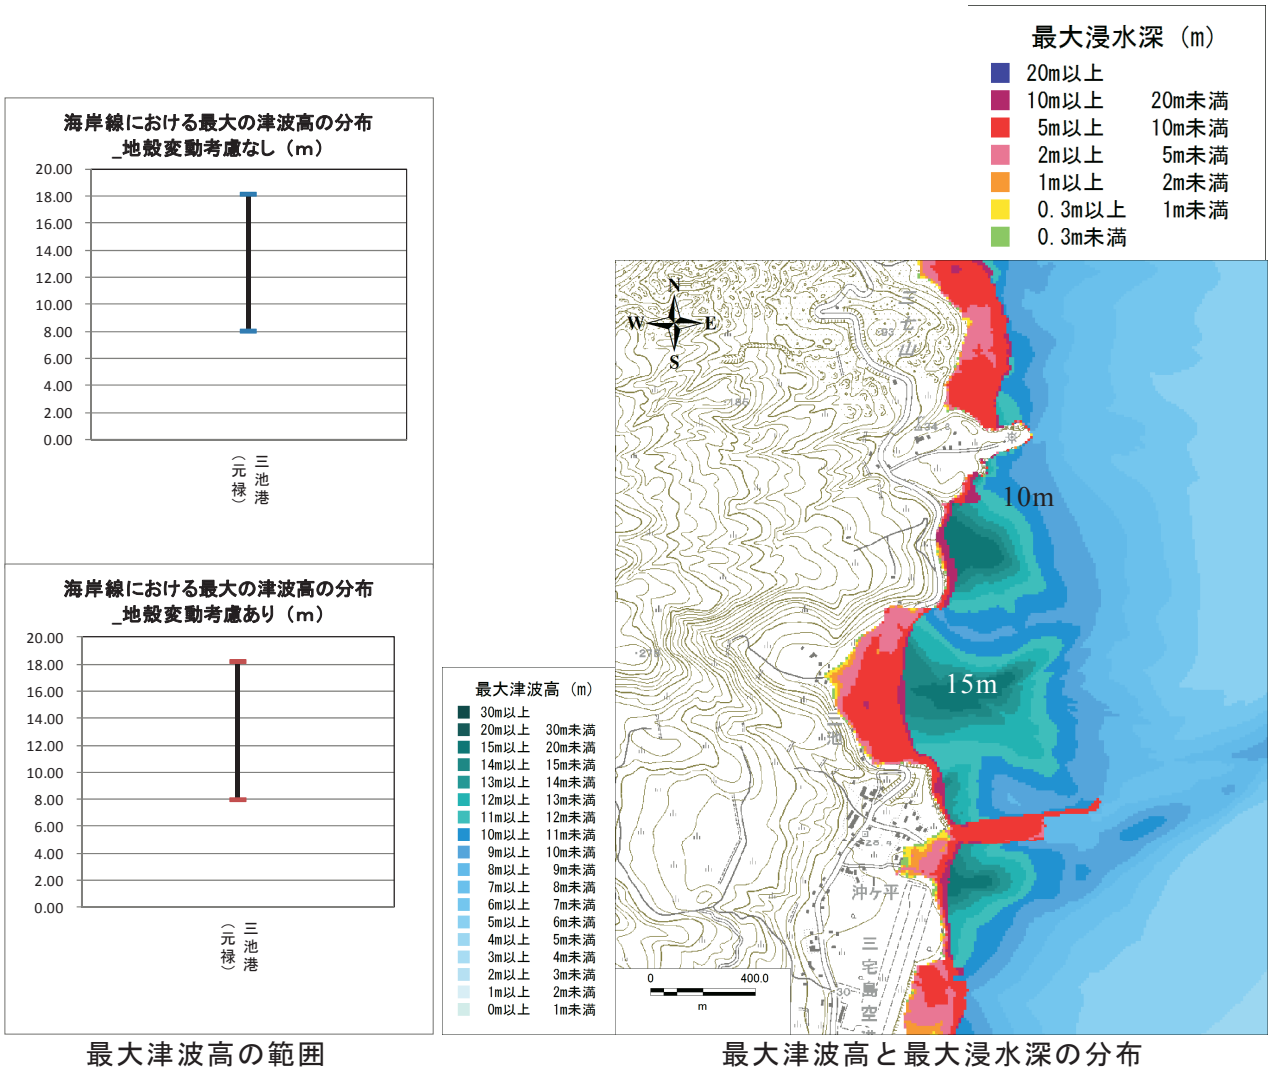 最大浸水深 (m)
20m以上
10m以上 20m未満
5m以上 10m未満
2m以上 5m未満
1m以上 2m未満
0.3m以上 1m未満
0.3m未満
海岸線における最大の津波高の分布
_地殻変動考慮なし (m)
20.00
18.00
16.00
14.00
12.00
10.00
8.00
6.00
4.00
2.00
0.00
三池港
(元禄)
海岸線における最大の津波高の分布
_地殻変動考慮あり (m)
20.00
18.00
16.00
14.00
12.00
10.00
8.00
6.00
4.00
2.00
0.00
三池港
(元禄)
最大津波高 (m)
30m以上
20m以上 30m未満
15m以上 20m未満
14m以上 15m未満
13m以上 14m未満
12m以上 13m未満
11m以上 12m未満
10m以上 11m未満
9m以上 10m未満
8m以上 9m未満
7m以上 8m未満
6m以上 7m未満
5m以上 6m未満
4m以上 5m未満
3m以上 4m未満
2m以上 3m未満
1m以上 2m未満
0m以上 1m未満
N
W E
S
10m
15m
三池
沖ヶ平
三宅島空
0 400.0
m
最大津波高の範囲
最大津波高と最大浸水深の分布